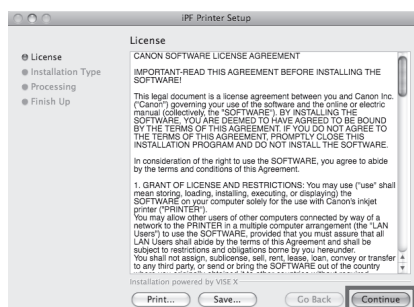 iPF Printer Setup
License
License
Installation Type
Processing
Finish Up
CANON SOFTWARE LICENSE AGREEMENT
IMPORTANT-READ THIS AGREEMENT BEFORE INSTALLING THE
SOFTWARE!
This legal document is a license agreement between you and Canon Inc.
("Canon") governing your use of the software and the online or electric
manual (collectively, the "SOFTWARE"). BY INSTALLING THE
SOFTWARE, YOU ARE DEEMED TO HAVE AGREED TO BE BOUND
BY THE TERMS OF THIS AGREEMENT. IF YOU DO NOT AGREE TO
THE TERMS OF THIS AGREEMENT, PROMPTLY CLOSE THIS
INSTALLATION PROGRAM AND DO NOT INSTALL THE SOFTWARE.
In consideration of the right to use the SOFTWARE, you agree to abide
by the terms and conditions of this Agreement.
1. GRANT OF LICENSE AND RESTRICTIONS: You may use ("use" shall
mean storing, loading, installing, executing, or displaying) the
SOFTWARE on your computer solely for the use with Canon's inkjet
printer ("PRINTER").
You may allow other users of other computers connected by way of a
network to the PRINTER in a multiple computer arrangement (the "LAN
Users") to use the SOFTWARE, provided that you must assure that all
LAN Users shall abide by the terms of this Agreement and shall be
subject to restrictions and obligations borne by you hereunder.
You shall not assign, sublicense, sell, rent, lease, loan, convey or transfer
to any third party, or send or bring the SOFTWARE out of the country
Installation powered by VISE X
Print...
Save...
Go Back
Continue